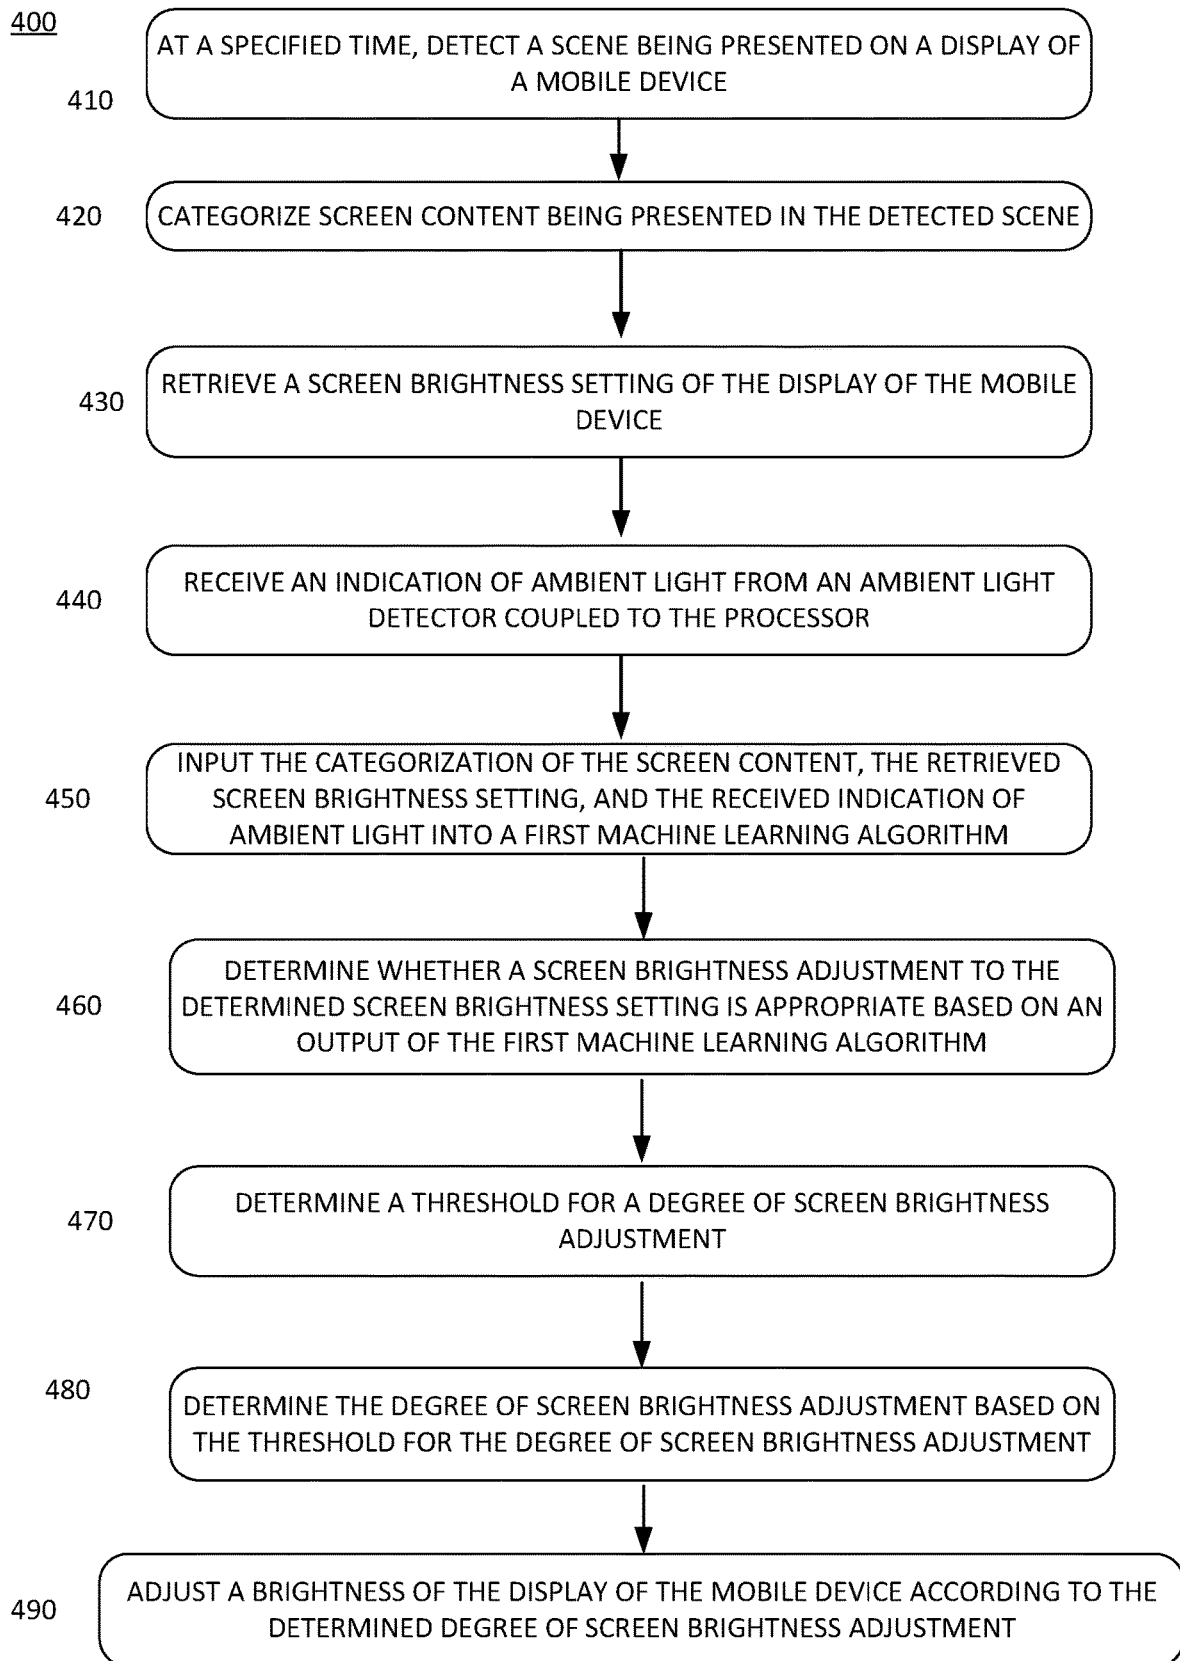 400
AT A SPECIFIED TIME, DETECT A SCENE BEING PRESENTED ON A DISPLAY OF
A MOBILE DEVICE
410
420
CATEGORIZE SCREEN CONTENT BEING PRESENTED IN THE DETECTED SCENE
RETRIEVE A SCREEN BRIGHTNESS SETTING OF THE DISPLAY OF THE MOBILE
DEVICE
430
RECEIVE AN INDICATION OF AMBIENT LIGHT FROM AN AMBIENT LIGHT
DETECTOR COUPLED TO THE PROCESSOR
440
INPUT THE CATEGORIZATION OF THE SCREEN CONTENT, THE RETRIEVED
SCREEN BRIGHTNESS SETTING, AND THE RECEIVED INDICATION OF
AMBIENT LIGHT INTO A FIRST MACHINE LEARNING ALGORITHM
450
DETERMINE WHETHER A SCREEN BRIGHTNESS ADJUSTMENT TO THE
DETERMINED SCREEN BRIGHTNESS SETTING IS APPROPRIATE BASED ON AN
OUTPUT OF THE FIRST MACHINE LEARNING ALGORITHM
460
DETERMINE A THRESHOLD FOR A DEGREE OF SCREEN BRIGHTNESS
ADJUSTMENT
470
480
DETERMINE THE DEGREE OF SCREEN BRIGHTNESS ADJUSTMENT BASED ON
THE THRESHOLD FOR THE DEGREE OF SCREEN BRIGHTNESS ADJUSTMENT
ADJUST A BRIGHTNESS OF THE DISPLAY OF THE MOBILE DEVICE ACCORDING TO THE
DETERMINED DEGREE OF SCREEN BRIGHTNESS ADJUSTMENT
490